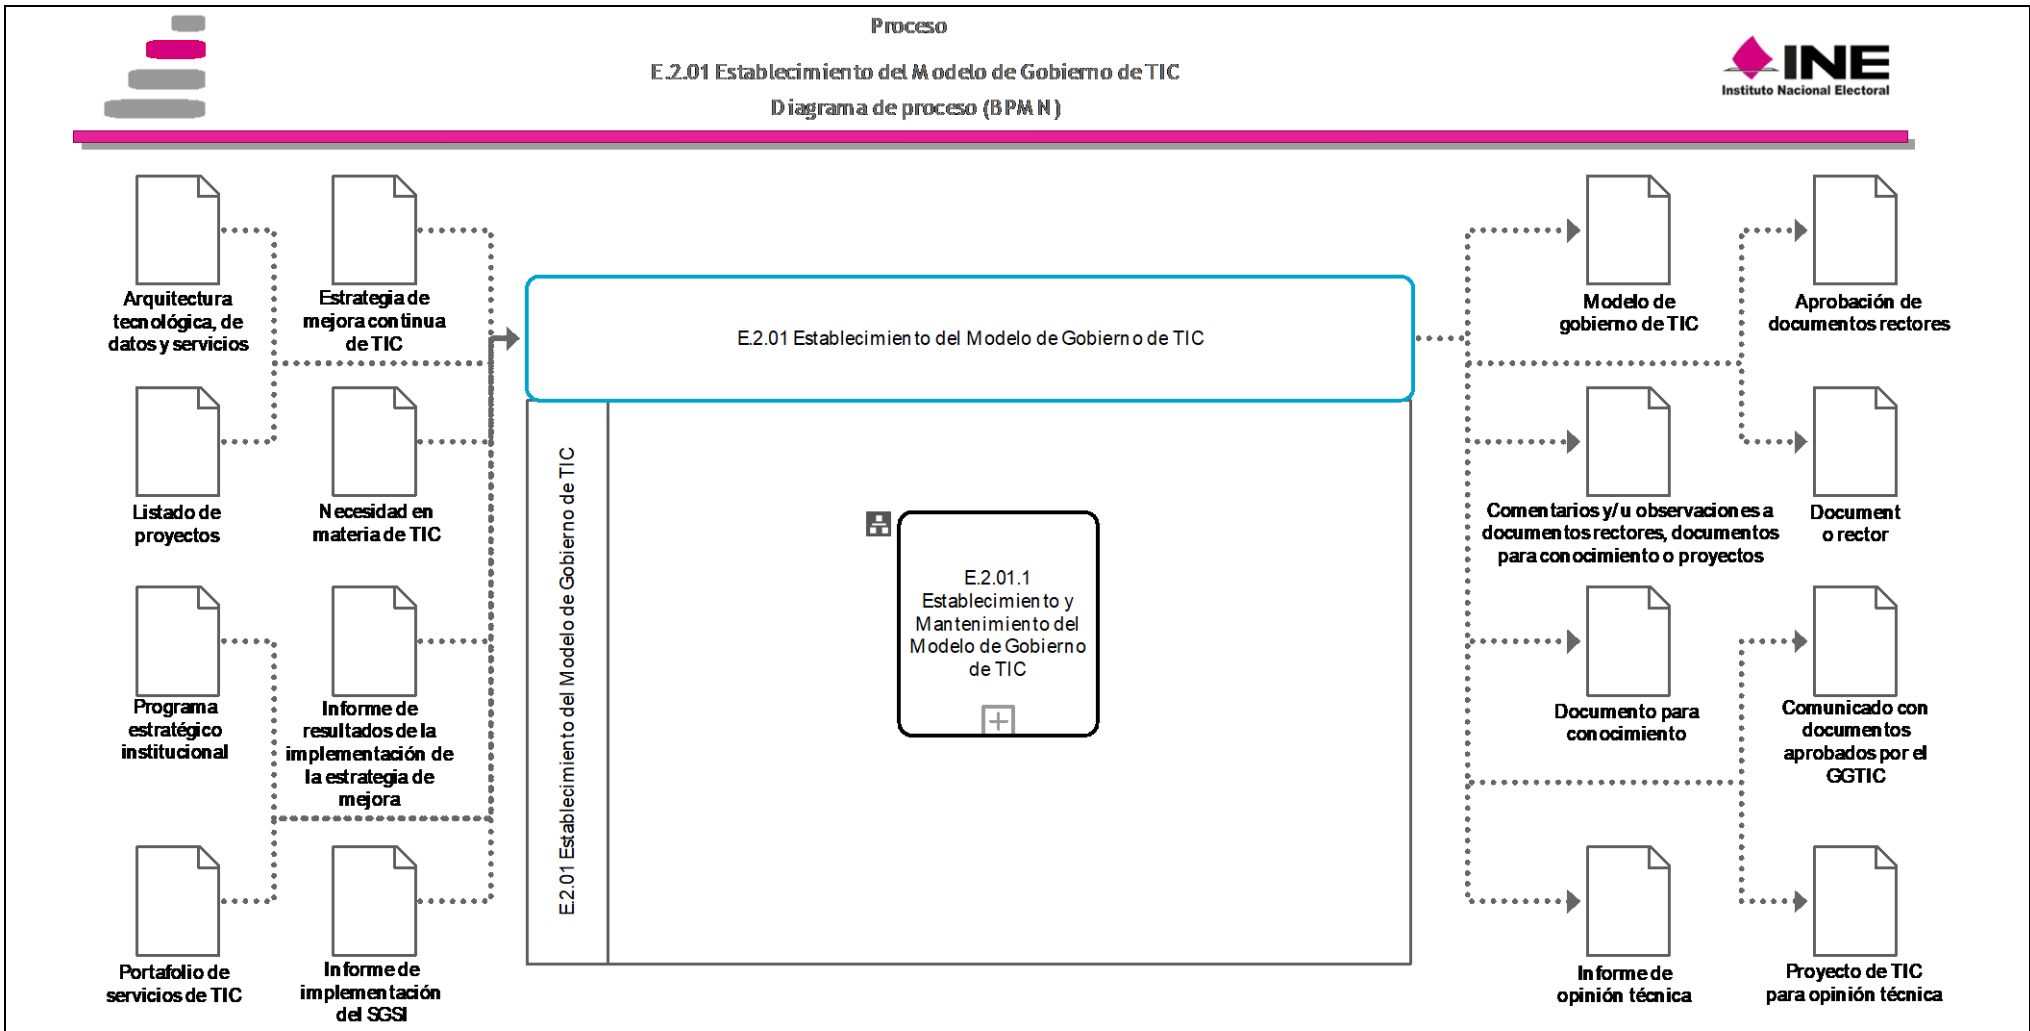 Proceso
E.2.01 Establecimiento del Modelo de Gobierno de TIC
Diagrama de proceso (BPMN)
INE
Instituto Nacional Electoral
Arquitectura
tecnológica, de
datos y servicios
Estrategia de
mejora continua
de TIC
Listado de
proyectos
Necesidad en
materia de TIC
Programa
estratégico
institucional
Informe de
resultados de la
implementación de
la estrategia de
mejora
Portafolio de
servicios de TIC
Informe de
implementación
del SGSI
E.2.01 Establecimiento del Modelo de Gobierno de TIC
E.2.01 Establecimiento del Modelo de Gobierno de TIC
E.2.01.1
Establecimiento y
Mantenimiento del
Modelo de Gobierno
de TIC
Modelo de
gobierno de TIC
Aprobación de
documentos rectores
Comentarios y/u observaciones a
documentos rectores, documentos
para conocimiento o proyectos
Document
o rector
Documento para
conocimiento
Comunicado con
documentos
aprobados por el
GGTIC
Informe de
opinión técnica
Proyecto de TIC
para opinión técnica